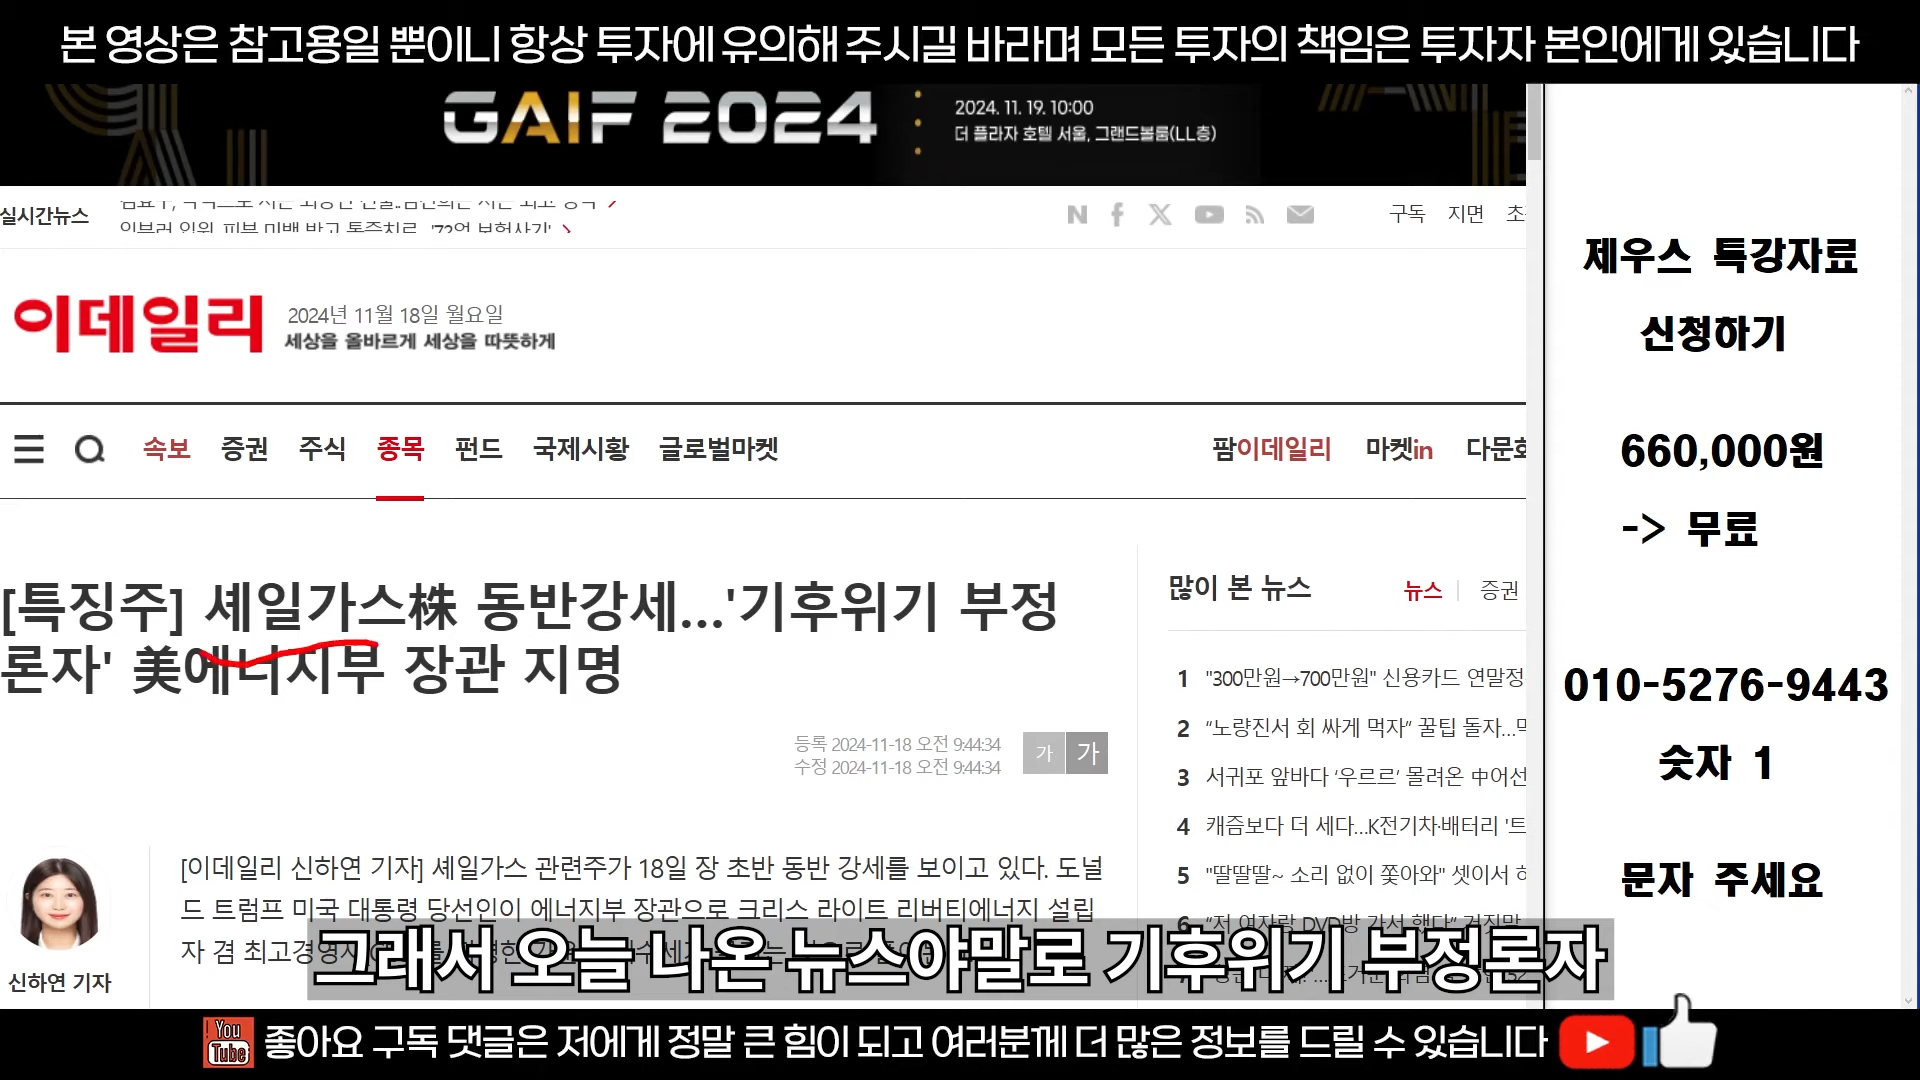 본 영상은 참고용일 뿐이니 항상 투자에 유의해 주시길 바라며 모든 투자의 책임은 투자자 본인에게 있습니다
GAIF 2024
2024. 11. 19. 10:00
더 플라자 호텔 서울, 그랜드볼룸(LL층)
실시간뉴스
구독 지면
이데일리
2024년 11월 18일 월요일
세상을 올바르게 세상을 따뜻하게
속보 증권 주식 종목 펀드 국제시황 글로벌마켓
팜이데일리 마켓in 다문화
[특징주] 셰일가스株 동반강세...'기후위기 부정
론자' 美에너지부 장관 지명
등록 2024-11-18 오전 9:44:34
수정 2024-11-18 오전 9:44:34
가 가
[이데일리 신하연 기자] 셰일가스 관련주가 18일 장 초반 동반 강세를 보이고 있다. 도널
드 트럼프 미국 대통령 당선인이 에너지부 장관으로 크리스 라이트 리버티에너지 설립
자 겸
신하연 기자
많이 본 뉴스
뉴스 증권
1 "300만원→700만원" 신용카드 연말정
2 “노량진서 회 싸게 먹자” 꿀팁 돌자...
3 서귀포 앞바다 ‘우르르’ 몰려온 中어선
4 캐즘보다 더 세다...K전기차·배터리 '트
5 "딸딸딸~ 소리 없이 쫓아와" 셋이서
6 “저 여자랑 DVD방 가서 했다”
그래서 오늘 나온 뉴스야말로 기후위기 부정론자
제우스 특강자료
신청하기
660,000원
-> 무료
010-5276-9443
숫자 1
문자 주세요
You
Tube
좋아요 구독 댓글은 저에게 정말 큰 힘이 되고 여러분께 더 많은 정보를 드릴 수 있습니다